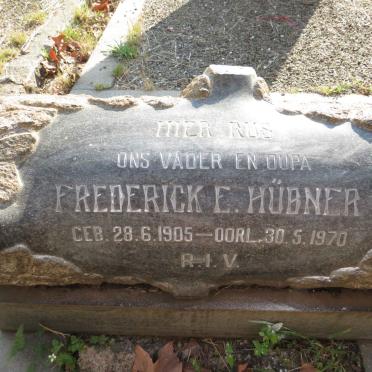 HIER RUS
ONS VADER EN OUPA
FREDERICK E. HÜBNER
GEB. 28.6.1905 — OORL. 30.5.1970
R.I.V.